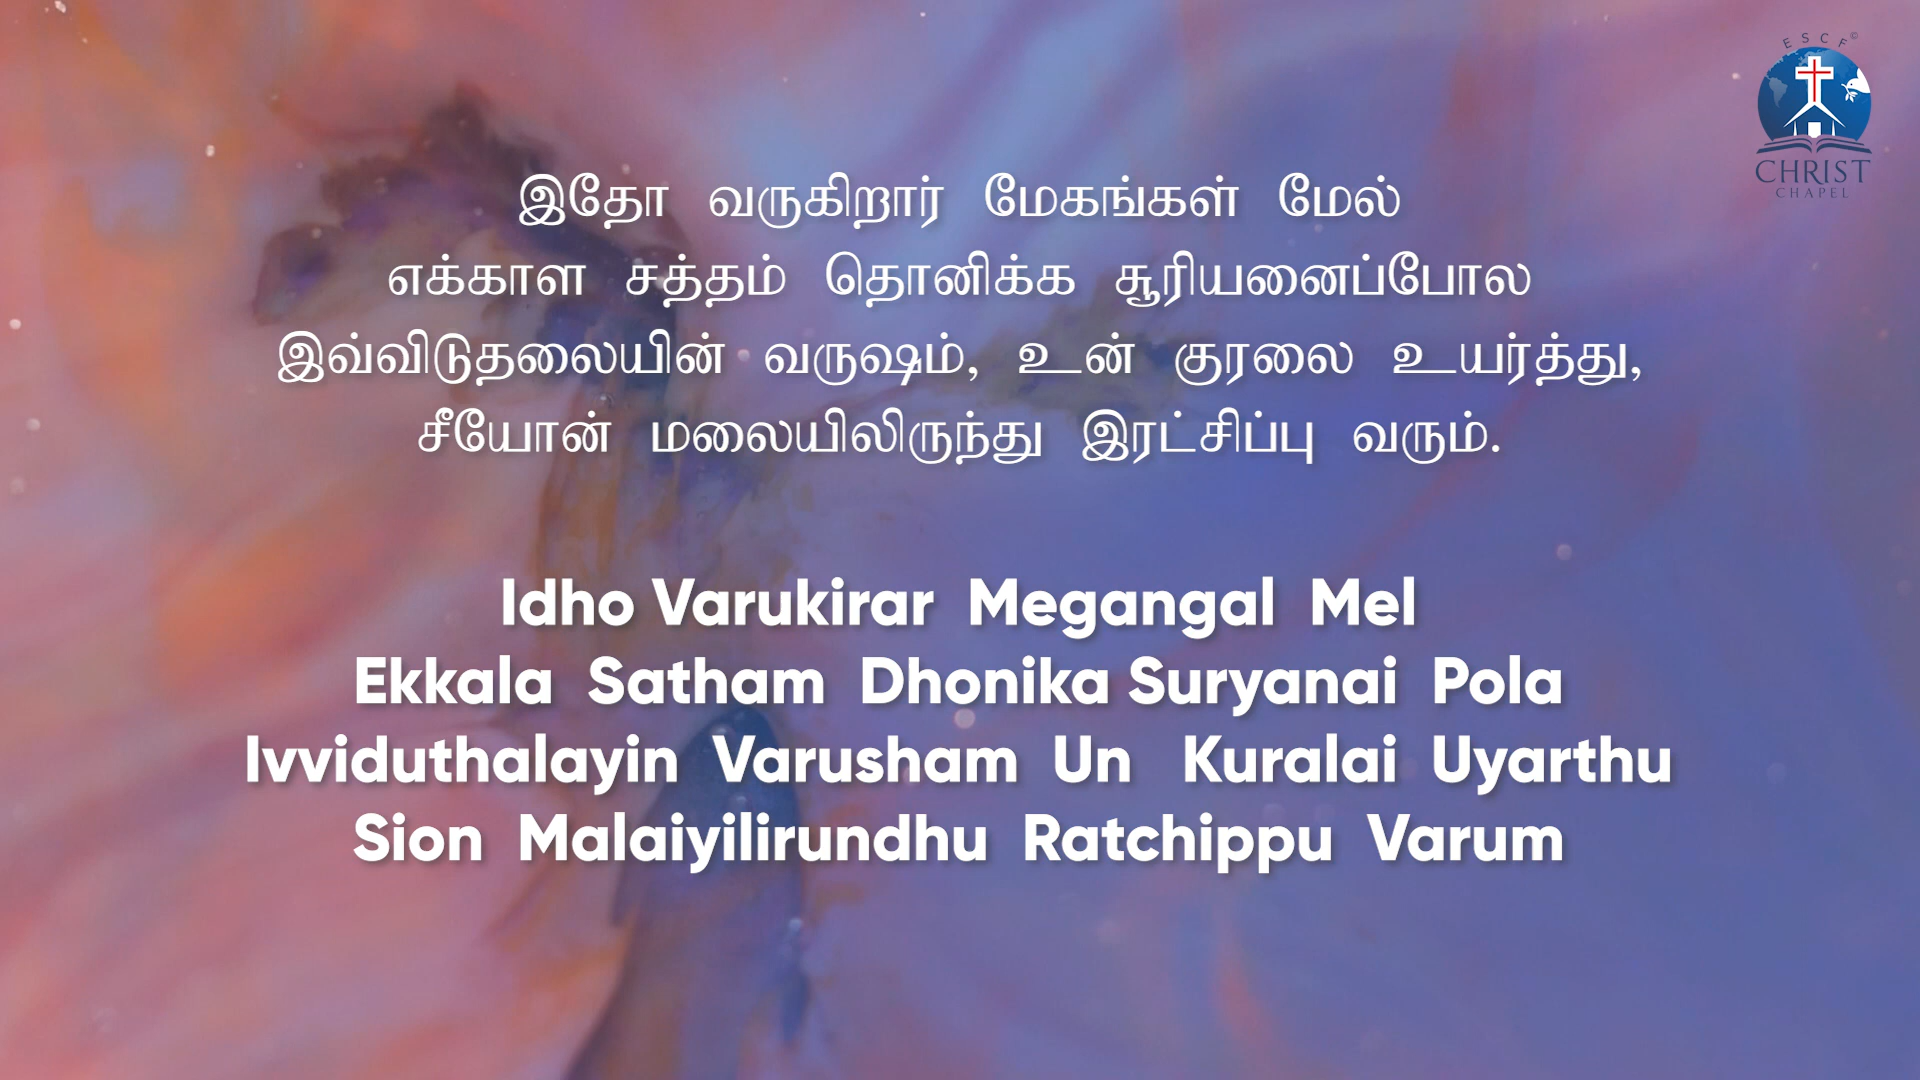 ESCF©
CHRIST
CHAPEL
இதோ வருகிறார் மேகங்கள் மேல்
எக்காள சத்தம் தொனிக்க சூரியனைப்போல
இவ்விடுதலையின் வருஷம், உன் குரலை உயர்த்து,
சீயோன் மலையிலிருந்து இரட்சிப்பு வரும்.
Idho Varukirar Megangal Mel
Ekkala Satham Dhonika Suryanai Pola
Ivviduthalayin Varusham Un Kuralai Uyarthu
Sion Malaiyilirundhu Ratchippu Varum